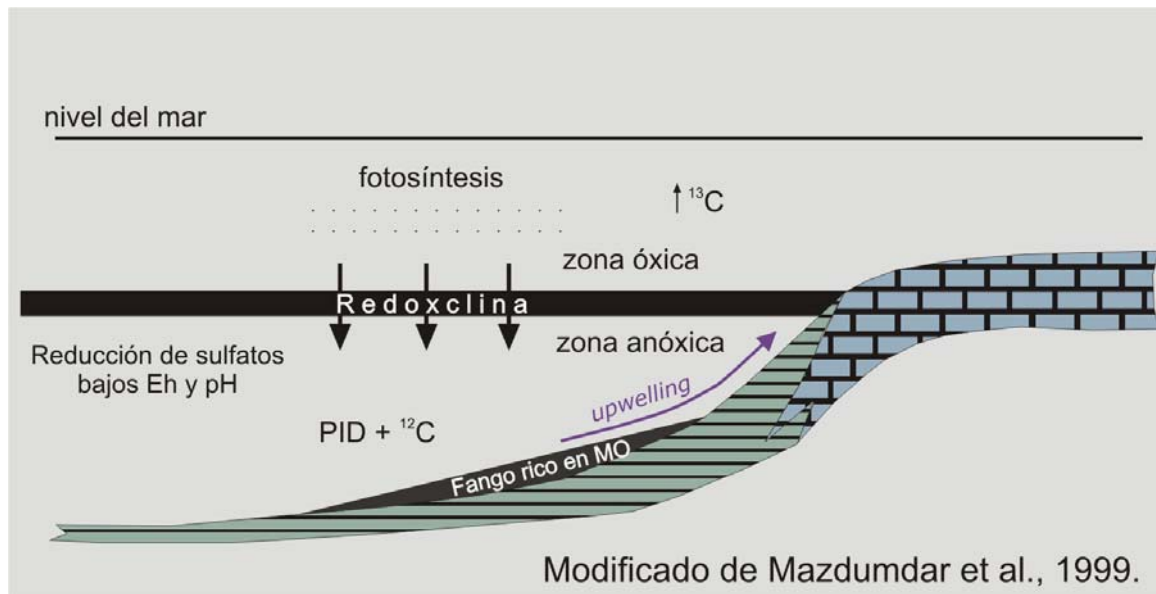 nivel del mar
fotosíntesis
↑ ¹³C
zona óxica
Redoxclina
Reducción de sulfatos
bajos Eh y pH
zona anóxica
upwelling
PID + ¹²C
Fango rico en MO
Modificado de Mazdumdar et al., 1999.